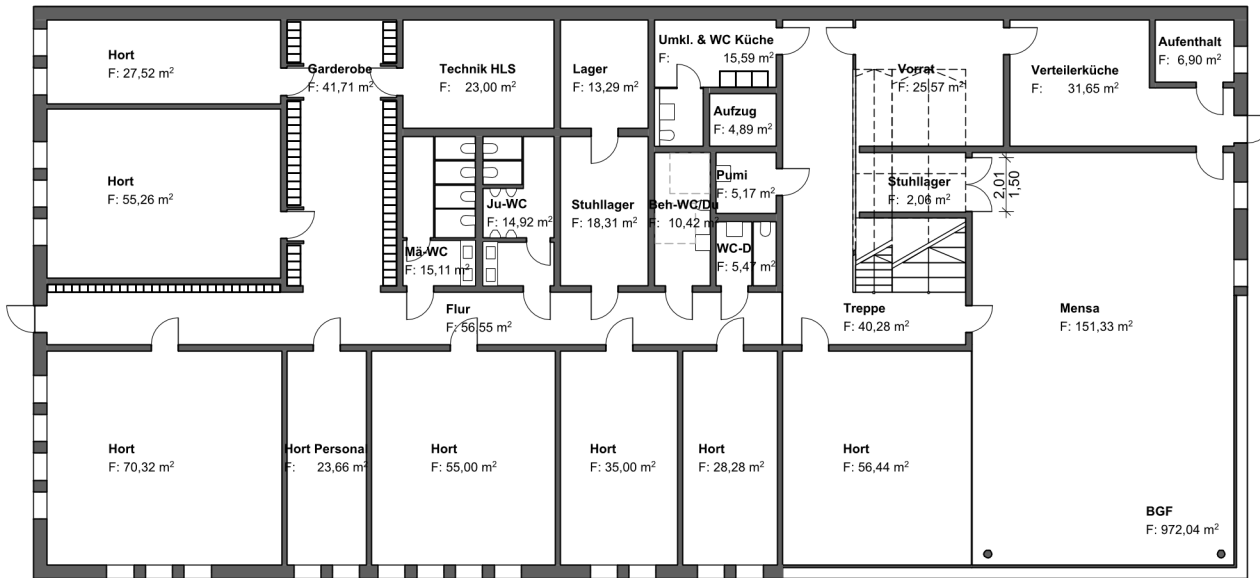 Hort
F: 27,52 m²
Garderobe
F: 41,71 m²
Technik HLS
F: 23,00 m²
Lager
F: 13,29 m²
Umkl. & WC Küche
F: 15,59 m²
Aufzug
F: 4,89 m²
Vorrat
F: 25,57 m²
Verteilerküche
F: 31,65 m²
Aufenthalt
F: 6,90 m²
Hort
F: 55,26 m²
Mä-WC
F: 15,11 m²
Ju-WC
F: 14,92 m²
Stuhllager
F: 18,31 m²
Beh-WC/Du
F: 10,42 m²
Pumi
F: 5,17 m²
WC-D
F: 5,47 m²
Stuhllager
F: 2,06 m²
2,01
1,50
Flur
F: 56,55 m²
Treppe
F: 40,28 m²
Mensa
F: 151,33 m²
Hort
F: 70,32 m²
Hort Personal
F: 23,66 m²
Hort
F: 55,00 m²
Hort
F: 35,00 m²
Hort
F: 28,28 m²
Hort
F: 56,44 m²
BGF
F: 972,04 m²